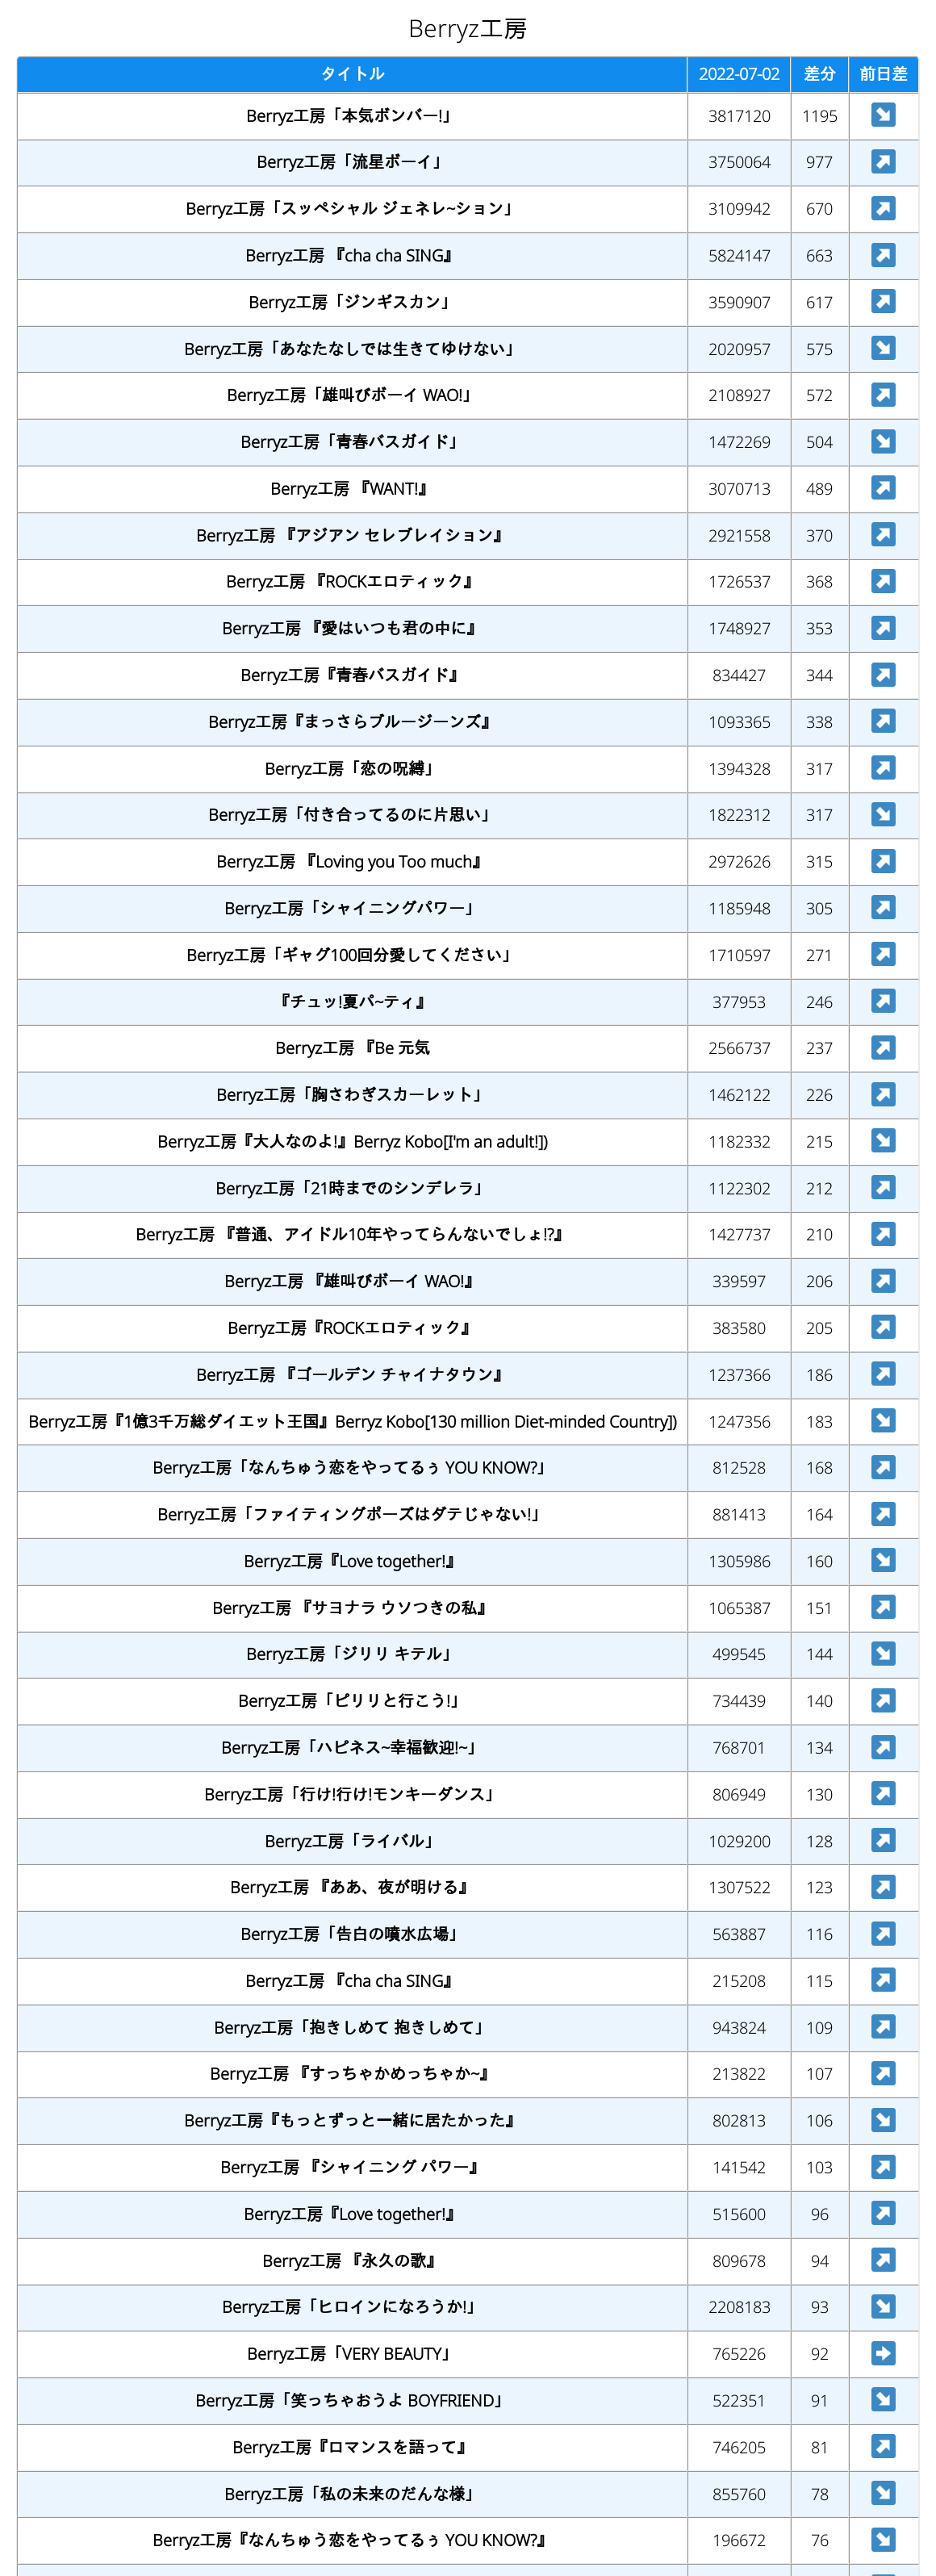 Berryz工房
タイトル 2022-07-02 差分 前日差
Berryz工房「本気ボンバー!」 3817120 1195 ↘
Berryz工房「流星ボーイ」 3750064 977 ↗
Berryz工房「スッペシャル ジェネレ~ション」 3109942 670 ↗
Berryz工房 『cha cha SING』 5824147 663 ↗
Berryz工房「ジンギスカン」 3590907 617 ↗
Berryz工房「あなたなしでは生きてゆけない」 2020957 575 ↘
Berryz工房「雄叫びボーイ WAO!」 2108927 572 ↗
Berryz工房「青春バスガイド」 1472269 504 ↘
Berryz工房 『WANT!』 3070713 489 ↗
Berryz工房 『アジアン セレブレイション』 2921558 370 ↗
Berryz工房 『ROCKエロティック』 1726537 368 ↗
Berryz工房 『愛はいつも君の中に』 1748927 353 ↗
Berryz工房『青春バスガイド』 834427 344 ↗
Berryz工房『まっさらブルージーンズ』 1093365 338 ↗
Berryz工房「恋の呪縛」 1394328 317 ↗
Berryz工房「付き合ってるのに片思い」 1822312 317 ↘
Berryz工房 『Loving you Too much』 2972626 315 ↗
Berryz工房「シャイニングパワー」 1185948 305 ↗
Berryz工房「ギャグ100回分愛してください」 1710597 271 ↗
『チュッ!夏パ~ティ』 377953 246 ↗
Berryz工房 『Be 元気 2566737 237 ↗
Berryz工房「胸さわぎスカーレット」 1462122 226 ↗
Berryz工房『大人なのよ!』Berryz Kobo[I'm an adult!]) 1182332 215 ↘
Berryz工房「21時までのシンデレラ」 1122302 212 ↗
Berryz工房 『普通、アイドル10年やってらんないでしょ!?』 1427737 210 ↗
Berryz工房 『雄叫びボーイ WAO!』 339597 206 ↗
Berryz工房『ROCKエロティック』 383580 205 ↗
Berryz工房 『ゴールデン チャイナタウン』 1237366 186 ↗
Berryz工房『1億3千万総ダイエット王国』Berryz Kobo[130 million Diet-minded Country]) 1247356 183 ↘
Berryz工房「なんちゅう恋をやってるぅ YOU KNOW?」 812528 168 ↗
Berryz工房「ファイティングポーズはダテじゃない!」 881413 164 ↗
Berryz工房『Love together!』 1305986 160 ↘
Berryz工房 『サヨナラ ウソつきの私』 1065387 151 ↗
Berryz工房「ジリリ キテル」 499545 144 ↘
Berryz工房「ピリリと行こう!」 734439 140 ↗
Berryz工房「ハピネス~幸福歓迎!~」 768701 134 ↗
Berryz工房「行け!行け!モンキーダンス」 806949 130 ↗
Berryz工房「ライバル」 1029200 128 ↗
Berryz工房 『ああ、夜が明ける』 1307522 123 ↗
Berryz工房「告白の噴水広場」 563887 116 ↗
Berryz工房 『cha cha SING』 215208 115 ↗
Berryz工房「抱きしめて 抱きしめて」 943824 109 ↗
Berryz工房 『すっちゃかめっちゃか~』 213822 107 ↗
Berryz工房『もっとずっと一緒に居たかった』 802813 106 ↘
Berryz工房 『シャイニング パワー』 141542 103 ↗
Berryz工房『Love together!』 515600 96 ↗
Berryz工房 『永久の歌』 809678 94 ↗
Berryz工房「ヒロインになろうか!」 2208183 93 ↘
Berryz工房「VERY BEAUTY」 765226 92 ➡
Berryz工房「笑っちゃおうよ BOYFRIEND」 522351 91 ↘
Berryz工房『ロマンスを語って』 746205 81 ↗
Berryz工房「私の未来のだんな様」 855760 78 ↘
Berryz工房『なんちゅう恋をやってるぅ YOU KNOW?』 196672 76 ↘